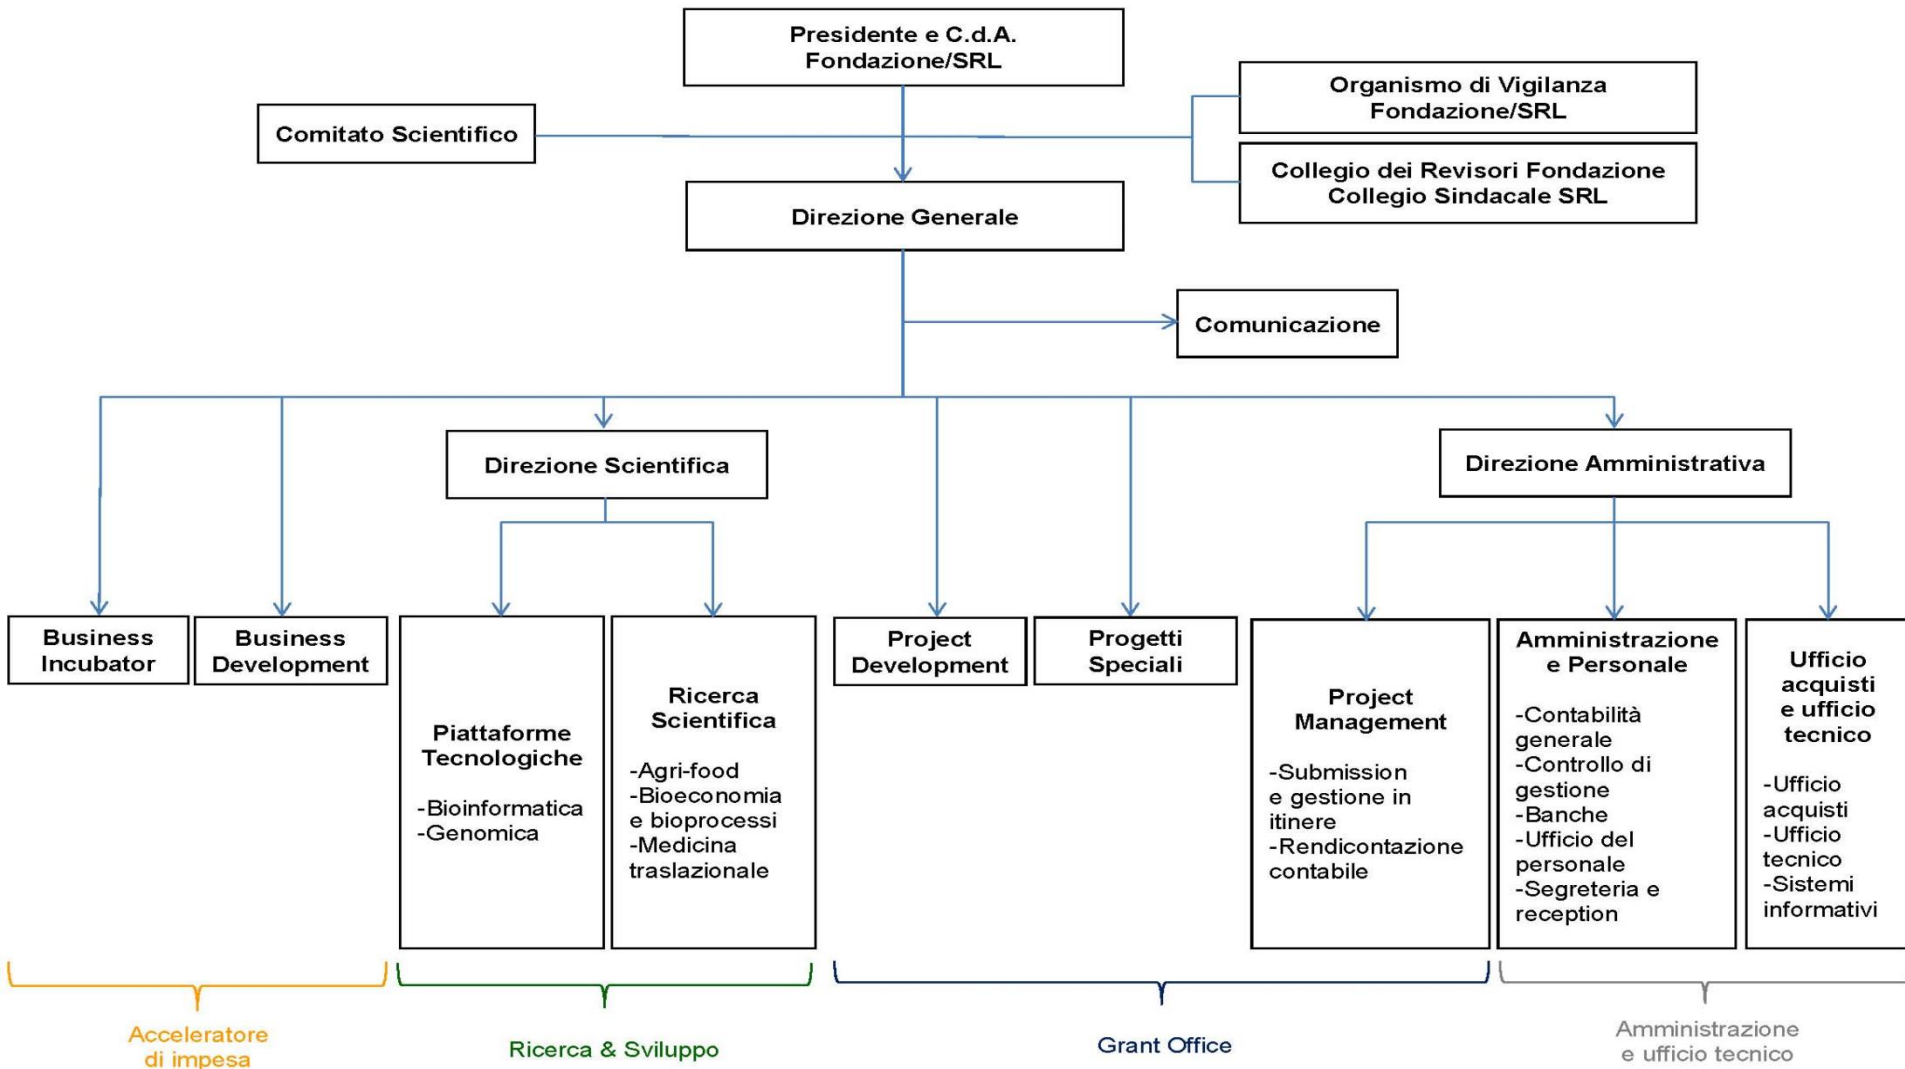 Presidente e C.d.A.
Fondazione/SRL
Organismo di Vigilanza
Fondazione/SRL
Comitato Scientifico
Collegio dei Revisori Fondazione
Collegio Sindacale SRL
Direzione Generale
Comunicazione
Direzione Scientifica
Direzione Amministrativa
Business
Incubator
Business
Development
Piattaforme
Tecnologiche
-Bioinformatica
-Genomica
Ricerca
Scientifica
-Agri-food
-Bioeconomia
e bioprocessi
-Medicina
traslazionale
Project
Development
Progetti
Speciali
Project
Management
-Submission
e gestione in
itinere
-Rendicontazione
contabile
Amministrazione
e Personale
-Contabilità
generale
-Controllo di
gestione
-Banche
-Ufficio del
personale
-Segreteria e
reception
Ufficio
acquisti
e ufficio
tecnico
-Ufficio
acquisti
-Ufficio
tecnico
-Sistemi
informativi
Acceleratore
di impesa
Ricerca & Sviluppo
Grant Office
Amministrazione
e ufficio tecnico